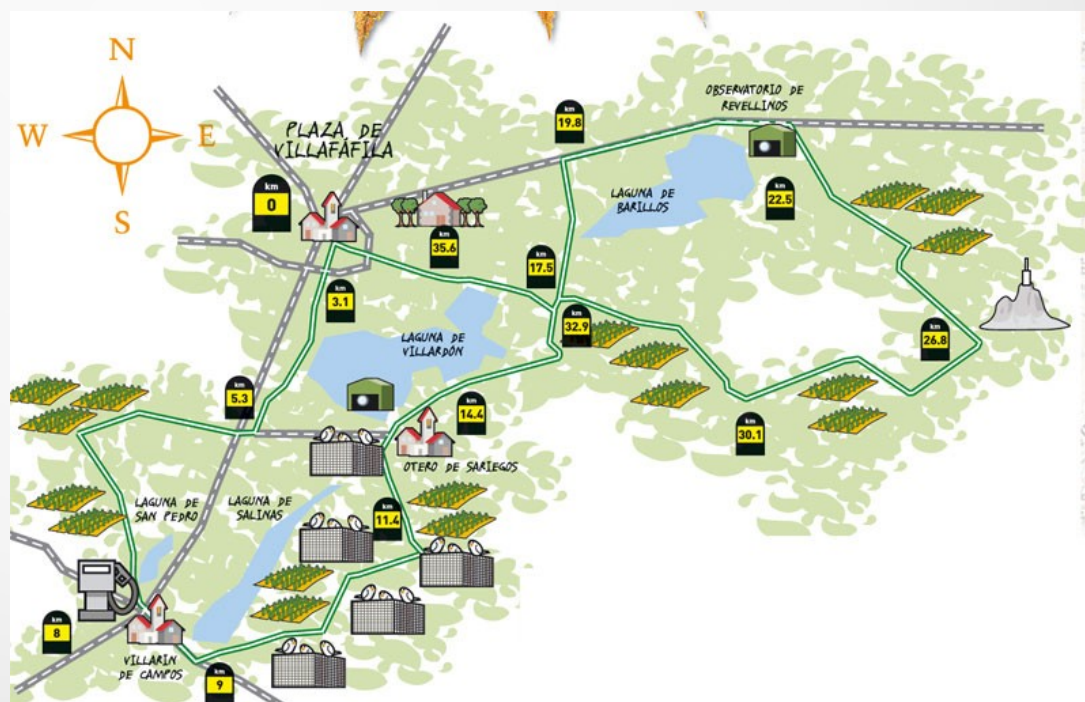 N
W
E
S
PLAZA DE
VILLAFÁFILA
km
0
km
19.8
OBSERVATORIO DE
REVELLINOS
LAGUNA DE
BARILLOS
km
22.5
km
35.6
km
17.5
km
3.1
km
32.9
km
26.8
LAGUNA DE
VILLARDÓN
km
5.3
km
14.4
km
30.1
OTERO DE SARIEGOS
LAGUNA DE
SAN PEDRO
LAGUNA DE
SALINAS
km
11.4
km
8
VILLARIN
DE CAMPOS
km
9